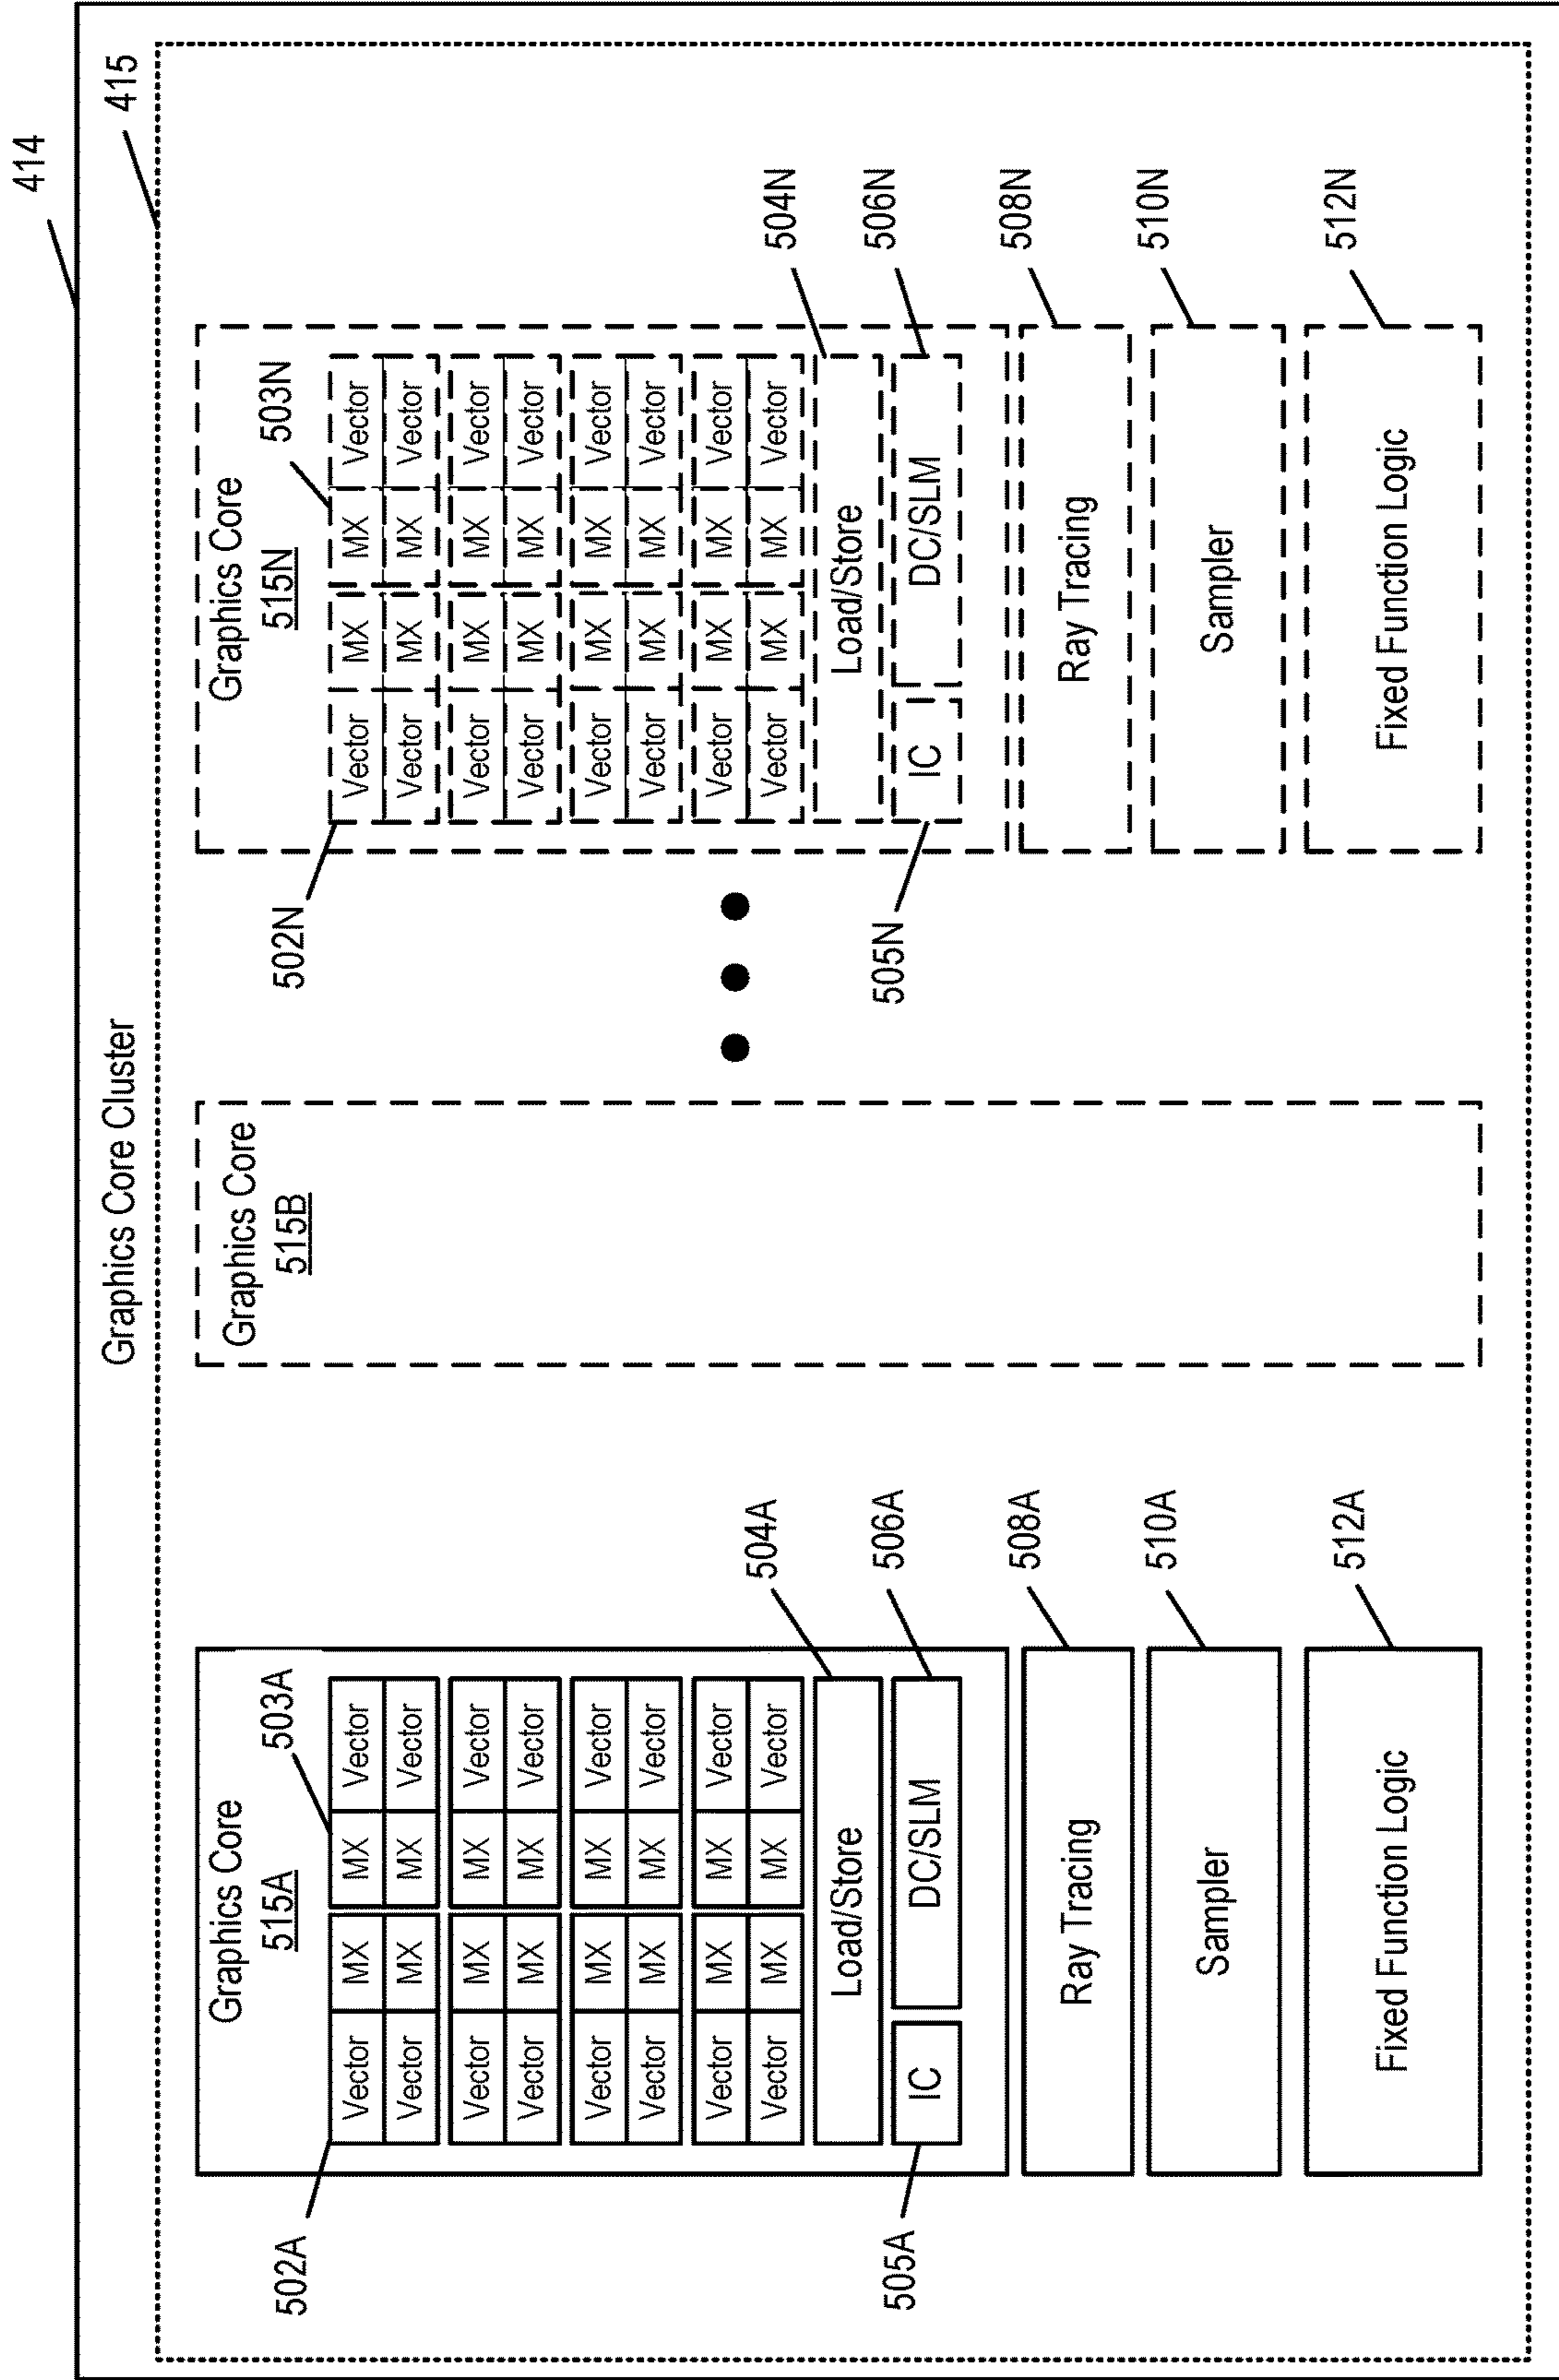 414
Graphics Core Cluster
415
Graphics Core
515A
502A
503A
Vector MX MX Vector
Vector MX MX Vector
Vector MX MX Vector
Vector MX MX Vector
Vector MX MX Vector
Vector MX MX Vector
Vector MX MX Vector
Vector MX MX Vector
504A
Load/Store
506A
IC DC/SLM
505A
508A
Ray Tracing
510A
Sampler
512A
Fixed Function Logic
Graphics Core
515B
Graphics Core
515N
502N
503N
Vector MX MX Vector
Vector MX MX Vector
Vector MX MX Vector
Vector MX MX Vector
Vector MX MX Vector
Vector MX MX Vector
Vector MX MX Vector
Vector MX MX Vector
504N
Load/Store
506N
IC DC/SLM
505N
508N
Ray Tracing
510N
Sampler
512N
Fixed Function Logic